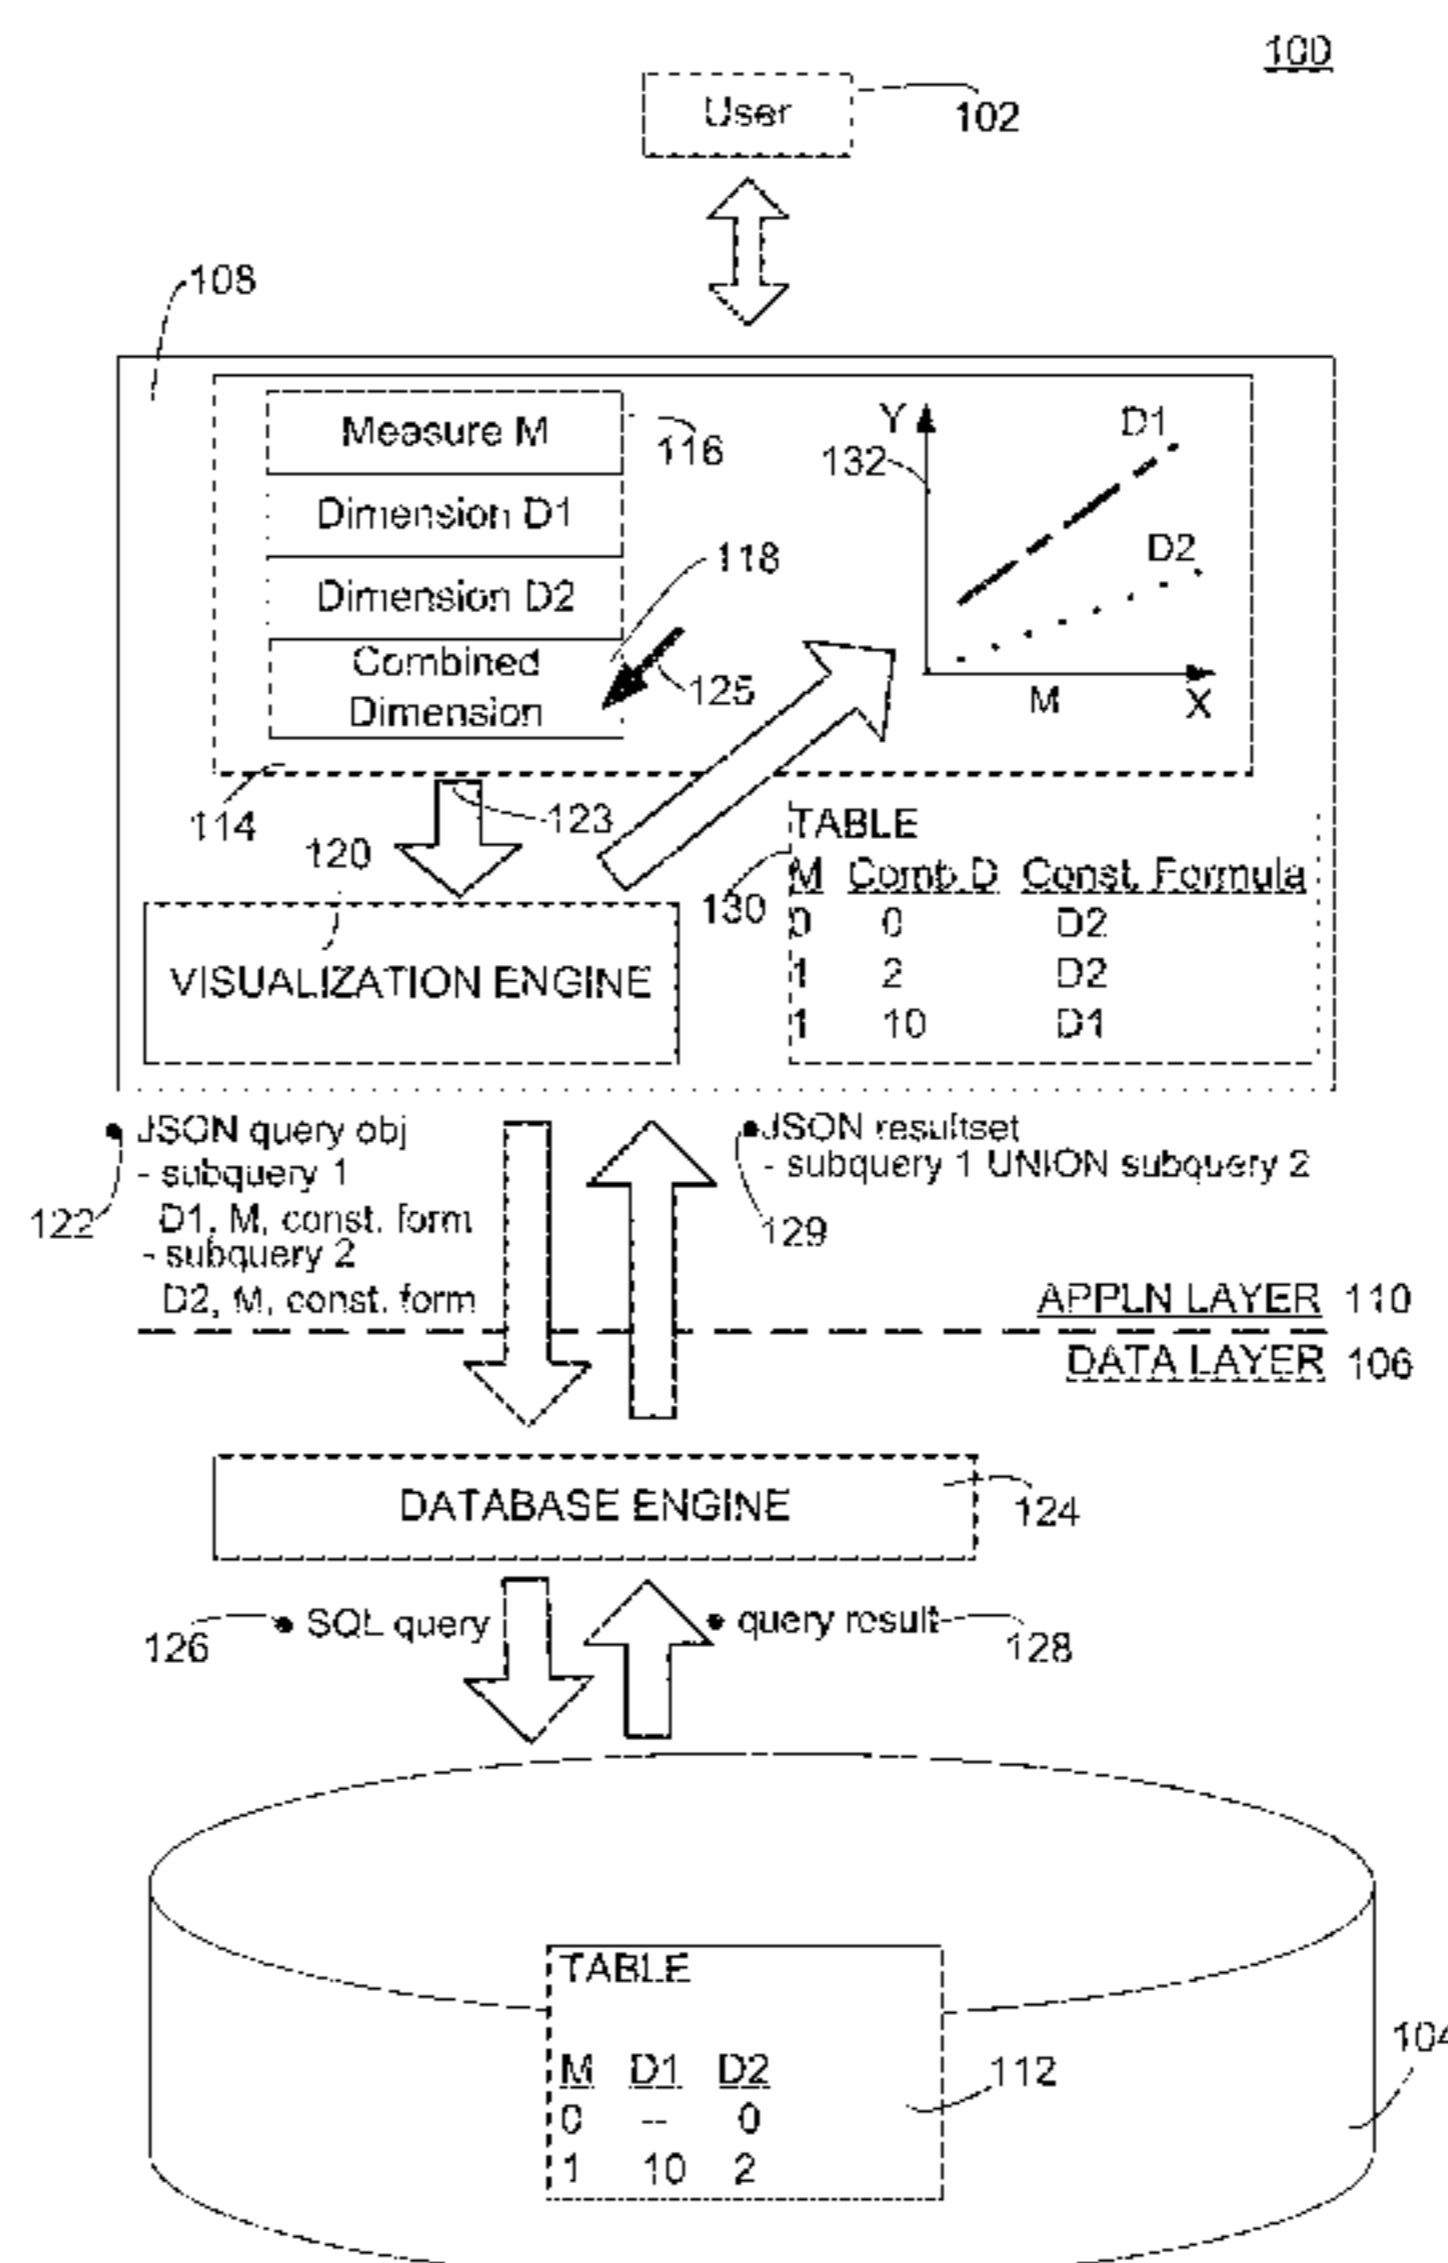 100
User
102
108
Measure M
116
Dimension D1
Dimension D2
118
Combined
Dimension
125
Y
132
D1
D2
M
X
114
123
120
VISUALIZATION ENGINE
130
TABLE
M Comb.D Const. Formula
0 0 D2
1 2 D2
1 10 D1
● JSON query obj
- subquery 1
D1, M, const. form
- subquery 2
D2, M, const. form
122
● JSON resultset
- subquery 1 UNION subquery 2
129
APPLN LAYER 110
DATA LAYER 106
DATABASE ENGINE
124
126
● SQL query
● query result
128
TABLE
M D1 D2
0 -- 0
1 10 2
112
104